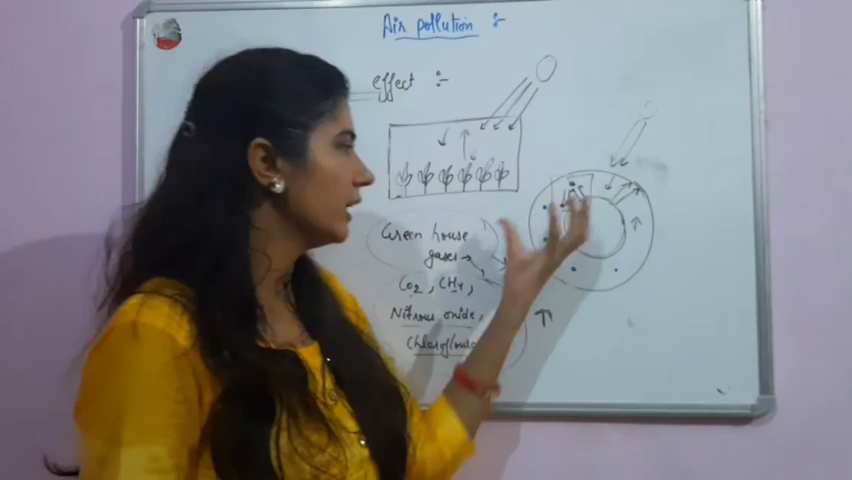 Air pollution :-
effect :-
Green house
gases →
CO2, CH4,
Nitrous oxide,